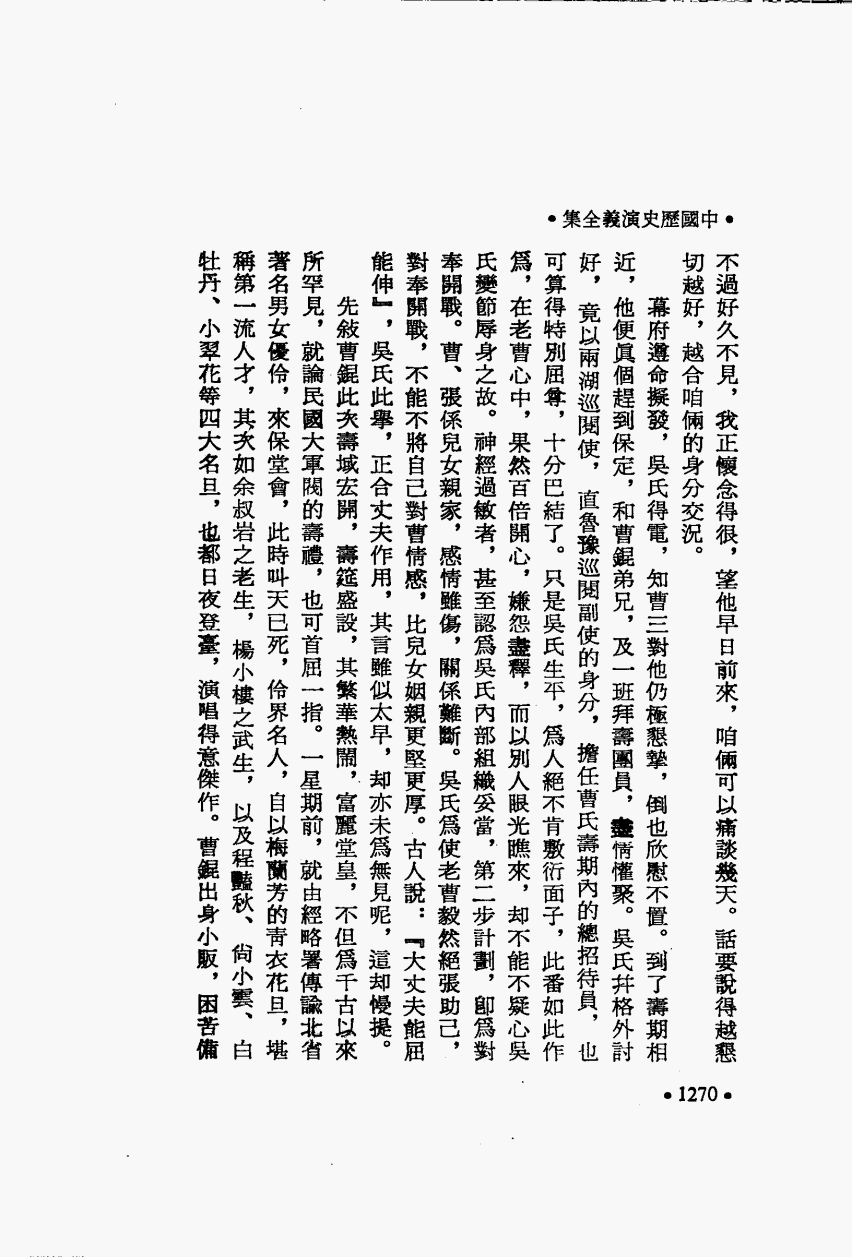 •中國歷史演義全集•
不過好久不見，我正懷念得很，望他早日前來，咱倆可以痛談幾天。話要說得越懇
切越好，越合咱倆的身分交況。
幕府遵命擬發，吳氏得電，知曹三對他仍極懇摯，倒也欣慰不置。到了壽期相
近，他便眞個趕到保定，和曹錕弟兄，及一班拜壽團員，盡情懽聚。吳氏幷格外討
好，竟以兩湖巡閱使，直魯豫巡閱副使的身分，擔任曹氏壽期內的總招待員，也
可算得特別屈尊，十分巴結了。只是吳氏生平，爲人絕不肯敷衍面子，此番如此作
爲，在老曹心中，果然百倍開心，嫌怨盡釋，而以別人眼光瞧來，却不能不疑心吳
氏變節辱身之故。神經過敏者，甚至認爲吳氏內部組織妥當，第二步計劃，卽爲對
奉開戰。曹、張係兒女親家，感情雖傷，關係難斷。吳氏爲使老曹毅然絕張助己，
對奉開戰，不能不將自己對曹情感，比兒女姻親更堅更厚。古人說：『大丈夫能屈
能伸』，吳氏此舉，正合丈夫作用，其言雖似太早，却亦未爲無見呢，這却慢提。
先敍曹錕此次壽域宏開，壽筵盛設，其繁華熱鬧，富麗堂皇，不但爲千古以來
所罕見，就論民國大軍閥的壽禮，也可首屈一指。一星期前，就由經略署傳諭北省
著名男女優伶，來保堂會，此時叫天已死，伶界名人，自以梅蘭芳的靑衣花旦，堪
稱第一流人才，其次如余叔岩之老生，楊小樓之武生，以及程豔秋、尙小雲、白
牡丹、小翠花等四大名旦，也都日夜登臺，演唱得意傑作。曹錕出身小販，困苦備
•1270•